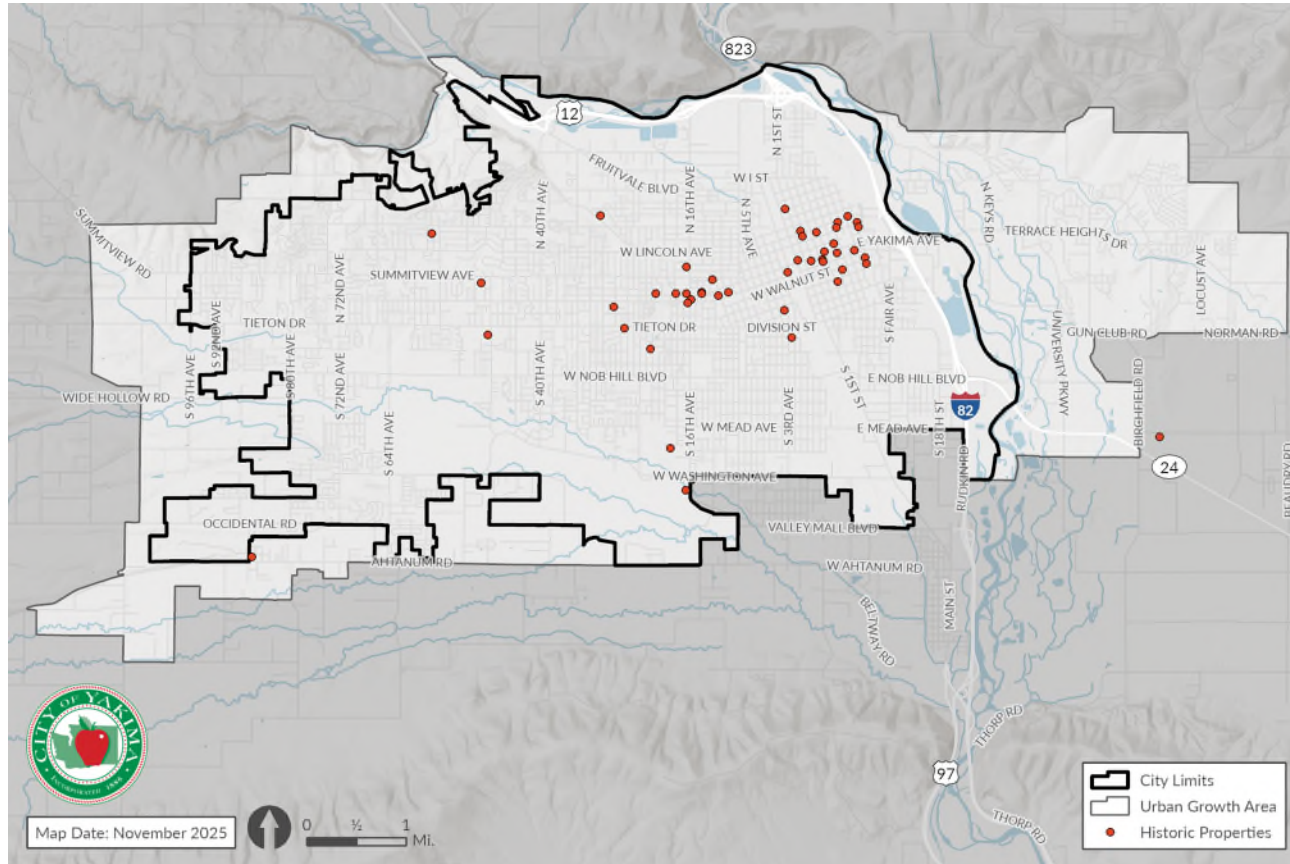 823
12
N 1ST ST
FRUITVALE BLVD
W I ST
N 16TH AVE
N 5TH AVE
N 40TH AVE
N KEYS RD
TERRACE HEIGHTS DR
SUMMITVIEW RD
W LINCOLN AVE
E YAKIMA AVE
SUMMITVIEW AVE
N 72ND AVE
W WALNUT ST
LOCUST AVE
TIETON DR
S 92ND AVE
TIETON DR
DIVISION ST
S FAIR AVE
UNIVERSITY PKWY
GUN CLUB RD
NORMAN RD
WIDE HOLLOW RD
S 96TH AVE
S 80TH AVE
S 72ND AVE
S 40TH AVE
W NOB HILL BLVD
S 1ST ST
E NOB HILL BLVD
BIRCHFIELD RD
82
S 64TH AVE
S 16TH AVE
W MEAD AVE
S 3RD AVE
E MEAD AVE
S 18TH ST
24
W WASHINGTON AVE
RUDKIN RD
BEAUDRY RD
OCCIDENTAL RD
VALLEY MALL BLVD
AHTANUM RD
W AHTANUM RD
BELTWAY RD
MAIN ST
THORP RD
97
THORP RD
CITY OF YAKIMA
INCORPORATED 1886
Map Date: November 2025
0 ½ 1
Mi.
City Limits
Urban Growth Area
Historic Properties